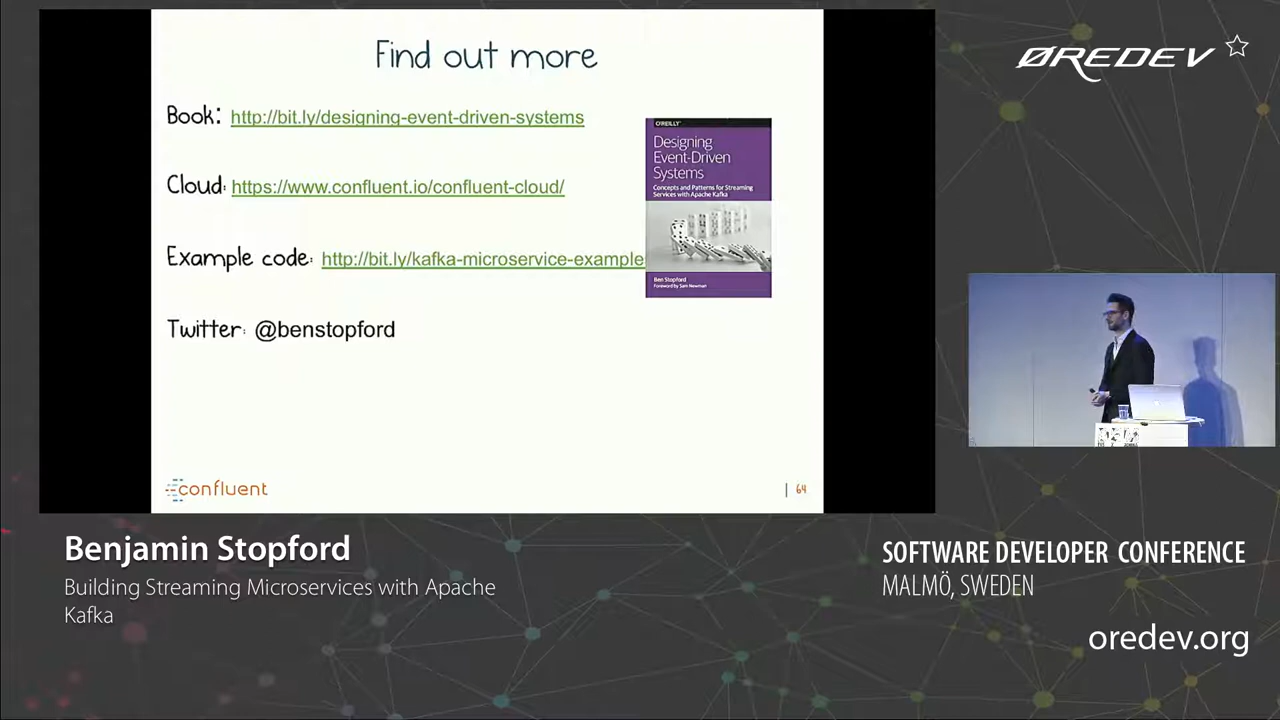 Find out more
Book: http://bit.ly/designing-event-driven-systems
Cloud: https://www.confluent.io/confluent-cloud/
Example code: http://bit.ly/kafka-microservice-example
Twitter: @benstopford
O'REILLY
Designing
Event-Driven
Systems
Concepts and Patterns for Streaming
Services with Apache Kafka
Ben Stopford
Foreword by Sam Newman
confluent
| 64
ØREDEV
Benjamin Stopford
Building Streaming Microservices with Apache
Kafka
SOFTWARE DEVELOPER CONFERENCE
MALMÖ, SWEDEN
oredev.org